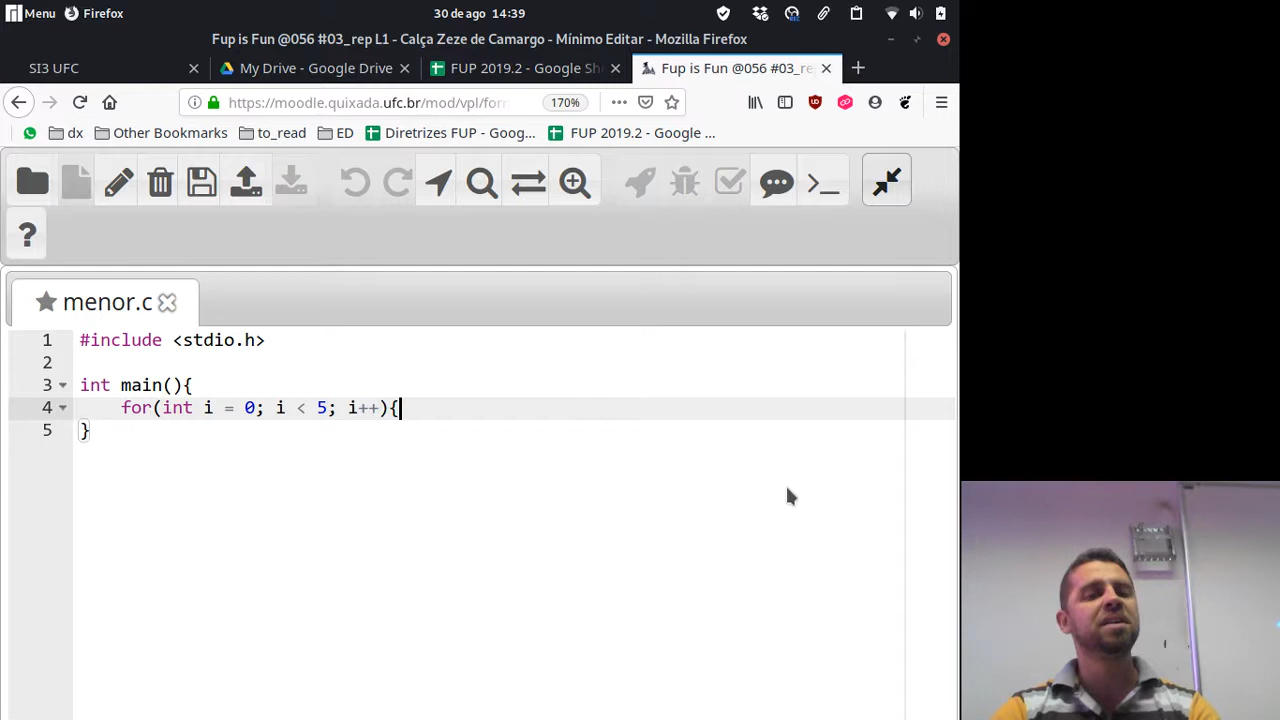 Menu Firefox 30 de ago 14:39
Fup is Fun @056 #03_rep L1 - Calça Zeze de Camargo - Mínimo Editar - Mozilla Firefox
SI3 UFC My Drive - Google Drive FUP 2019.2 - Google Sh Fup is Fun @056 #03_re
https://moodle.quixada.ufc.br/mod/vpl/for 170%
dx Other Bookmarks to_read ED Diretrizes FUP - Goog... FUP 2019.2 - Google ...
?
menor.c
1 #include <stdio.h>
2
3 int main(){
4 for(int i = 0; i < 5; i++){
5 }